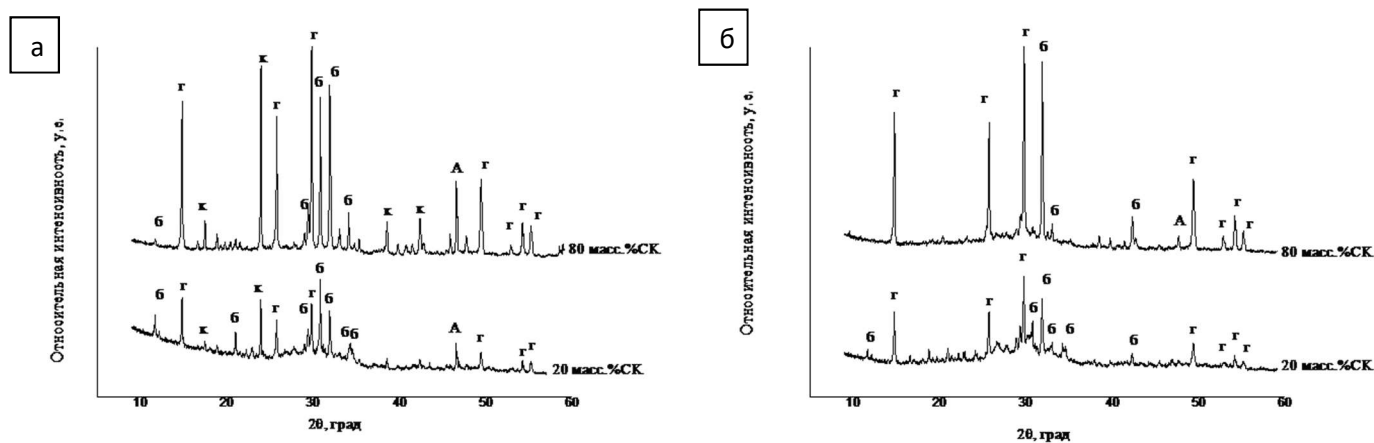 а
Относительная интенсивность, у.е.
г
к
г
г
б
б
б
к
б
б
к
к
А
г
г
г
г
80 масс.%СК
б
г
к
б
к
г
б
г
б
б
б
б
А
г
г
г
20 масс.%СК
10 20 30 40 50 60
2θ, град
б
Относительная интенсивность, у.е.
г
г
г
б
б
б
А
г
г
г
г
80 масс.%СК
б
г
г
г
б
б
б
б
б
г
г
г
г
20 масс.%СК
10 20 30 40 50 60
2θ, град